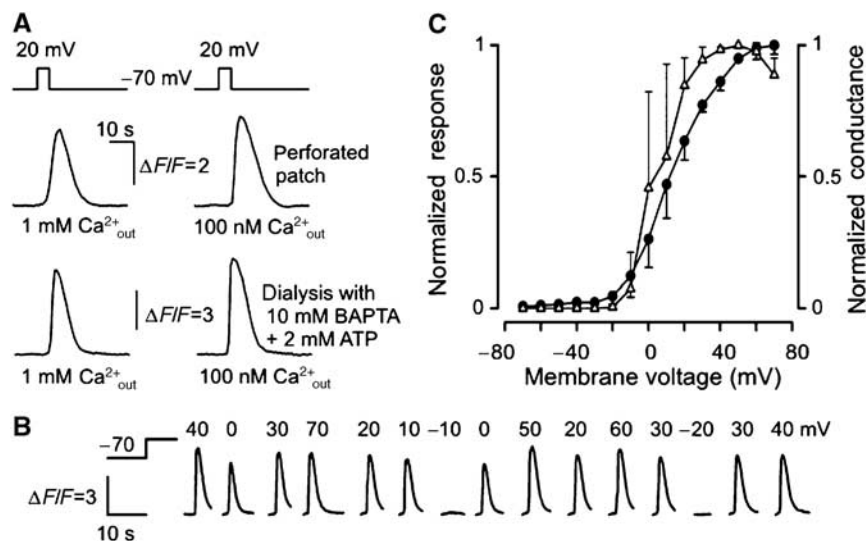 A
20 mV 20 mV
−70 mV
10 s
ΔF/F=2
Perforated
patch
1 mM Ca²⁺out 100 nM Ca²⁺out
ΔF/F=3
Dialysis with
10 mM BAPTA
+ 2 mM ATP
1 mM Ca²⁺out 100 nM Ca²⁺out
C
Normalized response
1
0.5
0
Normalized conductance
1
0.5
0
−80 −40 0 40 80
Membrane voltage (mV)
B
−70
40 0 30 70 20 10 −10 0 50 20 60 30 −20 30 40 mV
ΔF/F=3
10 s